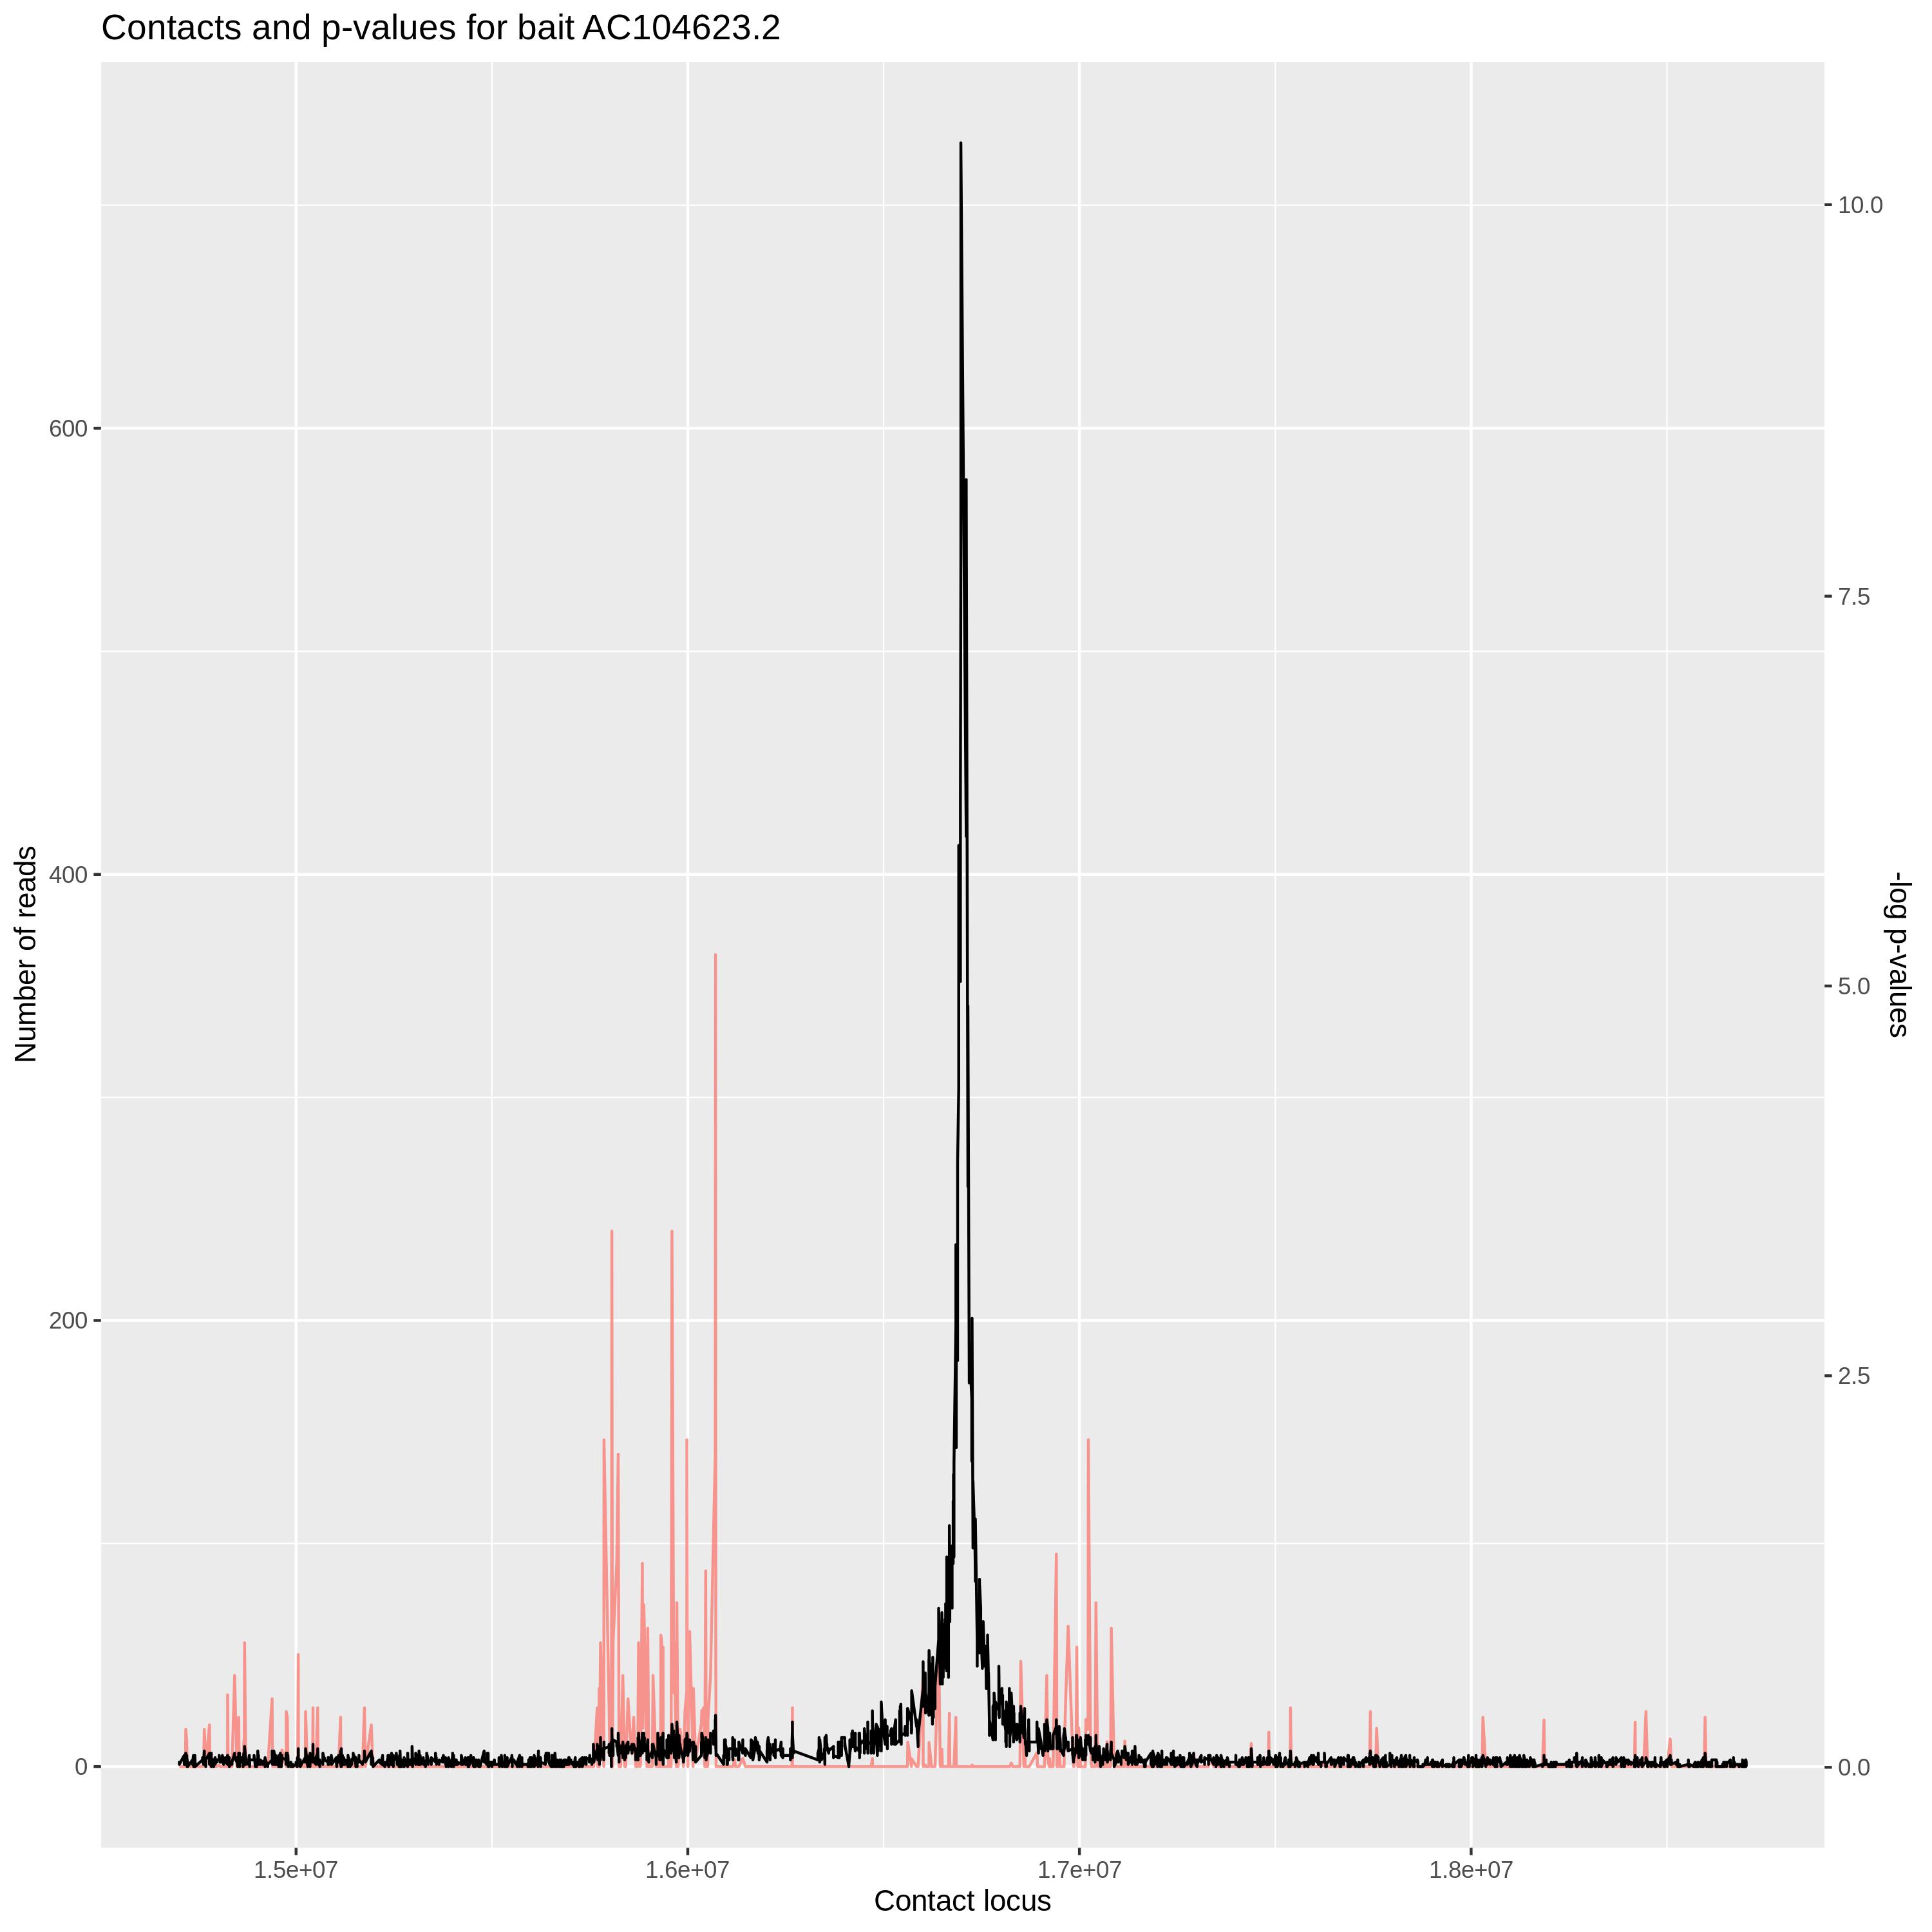 Contacts and p-values for bait AC104623.2
Number of reads
600
400
200
0
10.0
7.5
5.0
2.5
0.0
-log p-values
1.5e+07 1.6e+07 1.7e+07 1.8e+07
Contact locus